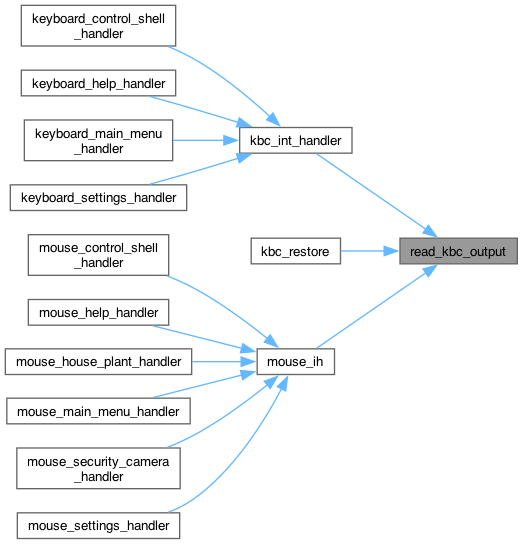 keyboard_control_shell
_handler
keyboard_help_handler
keyboard_main_menu
_handler
keyboard_settings_handler
kbc_int_handler
kbc_restore
read_kbc_output
mouse_control_shell
_handler
mouse_help_handler
mouse_house_plant_handler
mouse_ih
mouse_main_menu_handler
mouse_security_camera
_handler
mouse_settings_handler